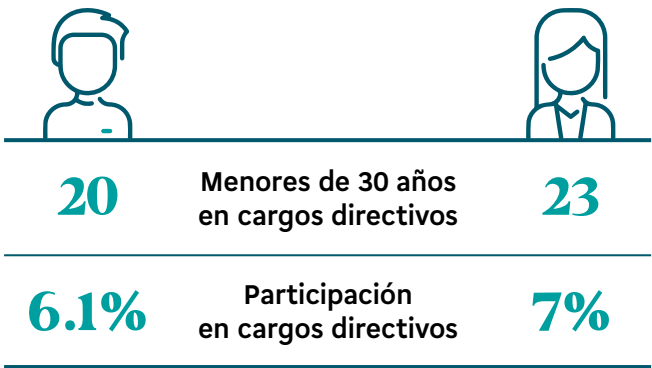 20
Menores de 30 años
en cargos directivos
23
6.1%
Participación
en cargos directivos
7%